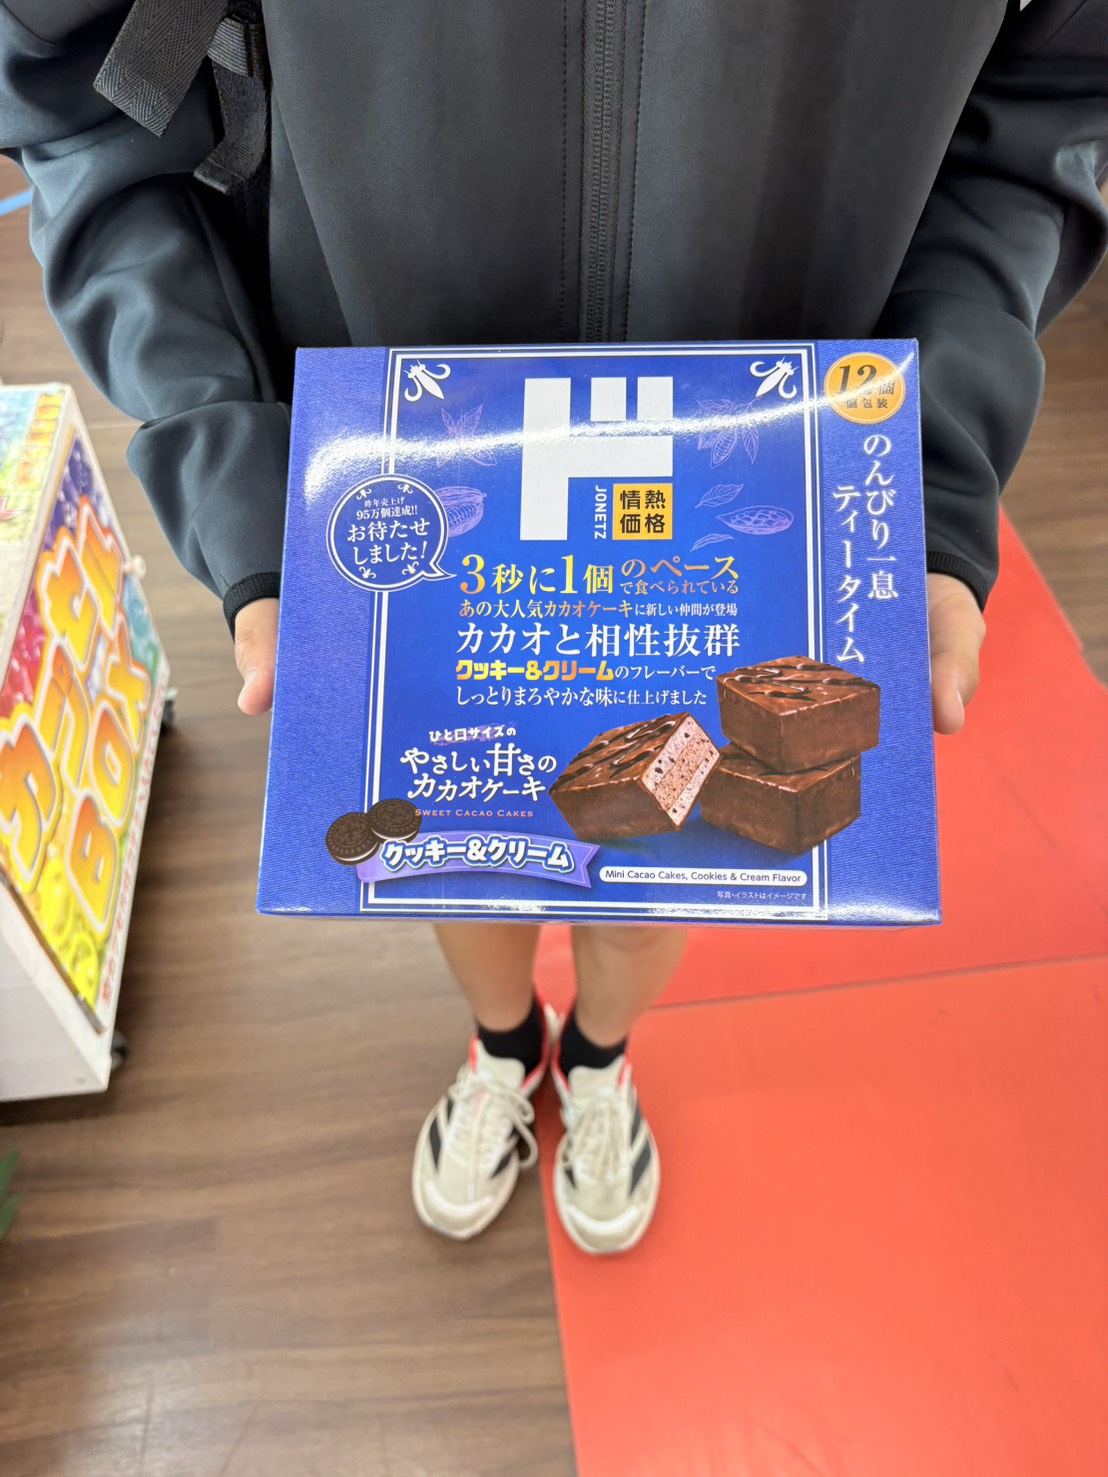 ド
JONETZ
情熱
価格
12個
個包装
のんびり一息
ティータイム
昨年売上げ
95万個達成!!
お待たせ
しました!
3秒に1個のペース
で食べられている
あの大人気カカオケーキに新しい仲間が登場
カカオと相性抜群
クッキー&クリームのフレーバーで
しっとりまろやかな味に仕上げました
ひと口サイズの
やさしい甘さの
カカオケーキ
SWEET CACAO CAKES
クッキー&クリーム
Mini Cacao Cakes, Cookies & Cream Flavor
写真・イラストはイメージです
BOX